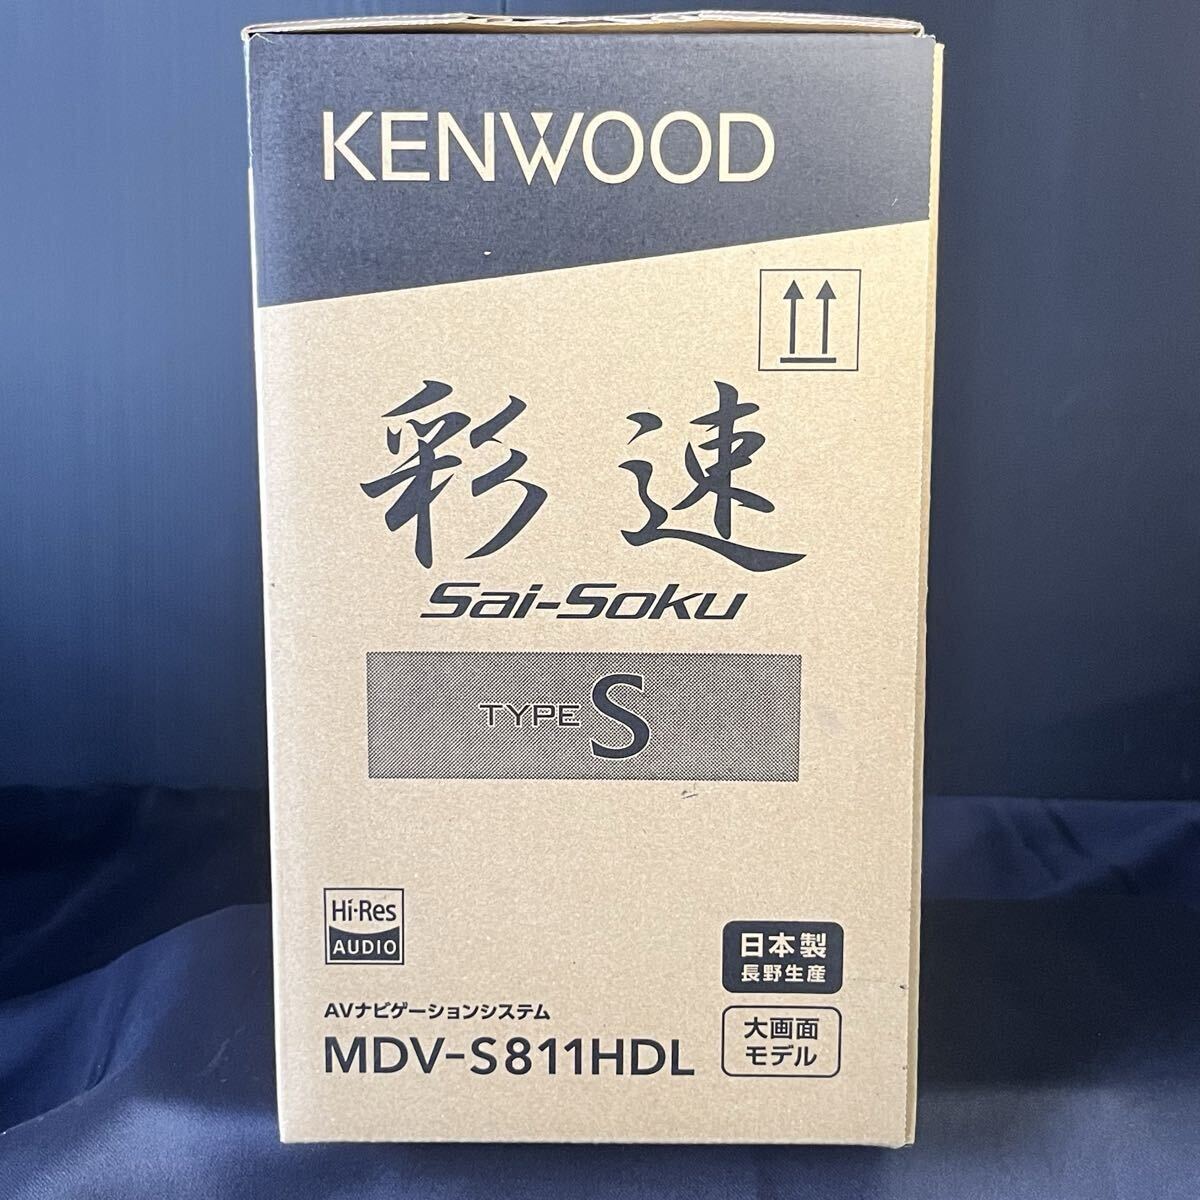 KENWOOD
彩速
Sai-Soku
TYPE S
Hi-Res
AUDIO
日本製
長野生産
AVナビゲーションシステム
MDV-S811HDL
大画面
モデル